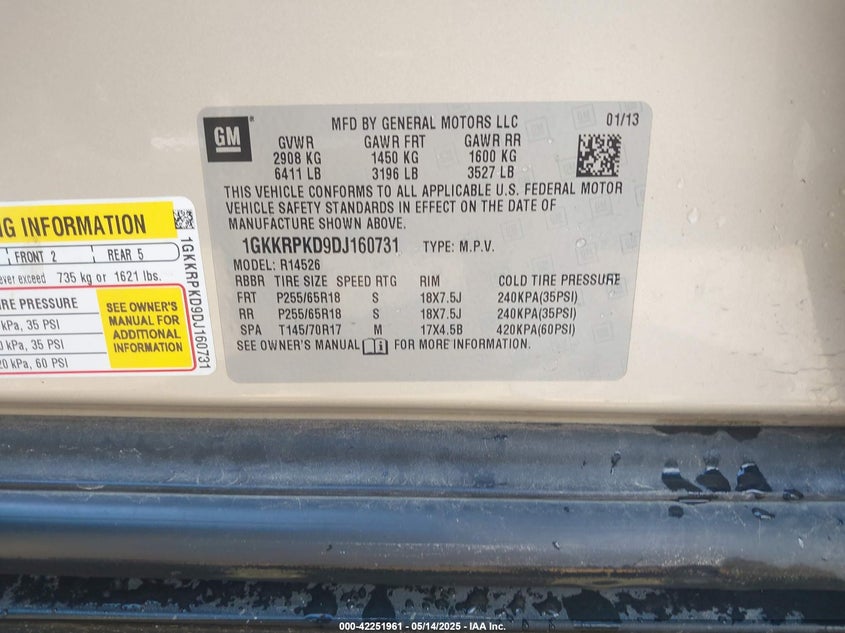 GM
MFD BY GENERAL MOTORS LLC 01/13
GVWR GAWR FRT GAWR RR
2908 KG 1450 KG 1600 KG
6411 LB 3196 LB 3527 LB
THIS VEHICLE CONFORMS TO ALL APPLICABLE U.S. FEDERAL MOTOR
VEHICLE SAFETY STANDARDS IN EFFECT ON THE DATE OF
MANUFACTURE SHOWN ABOVE.
1GKKRPKD9DJ160731 TYPE: M.P.V.
MODEL: R14526
RBBR TIRE SIZE SPEED RTG RIM COLD TIRE PRESSURE
FRT P255/65R18 S 18X7.5J 240KPA(35PSI)
RR P255/65R18 S 18X7.5J 240KPA(35PSI)
SPA T145/70R17 M 17X4.5B 420KPA(60PSI)
SEE OWNER'S MANUAL FOR MORE INFORMATION.
INFORMATION
FRONT 2 REAR 5
exceed 735 kg or 1621 lbs.
PRESSURE
kPa, 35 PSI
kPa, 35 PSI
kPa, 60 PSI
SEE OWNER'S
MANUAL FOR
ADDITIONAL
INFORMATION
1GKKRPKD9DJ160731
000-42251961 - 05/14/2025 - IAA Inc.